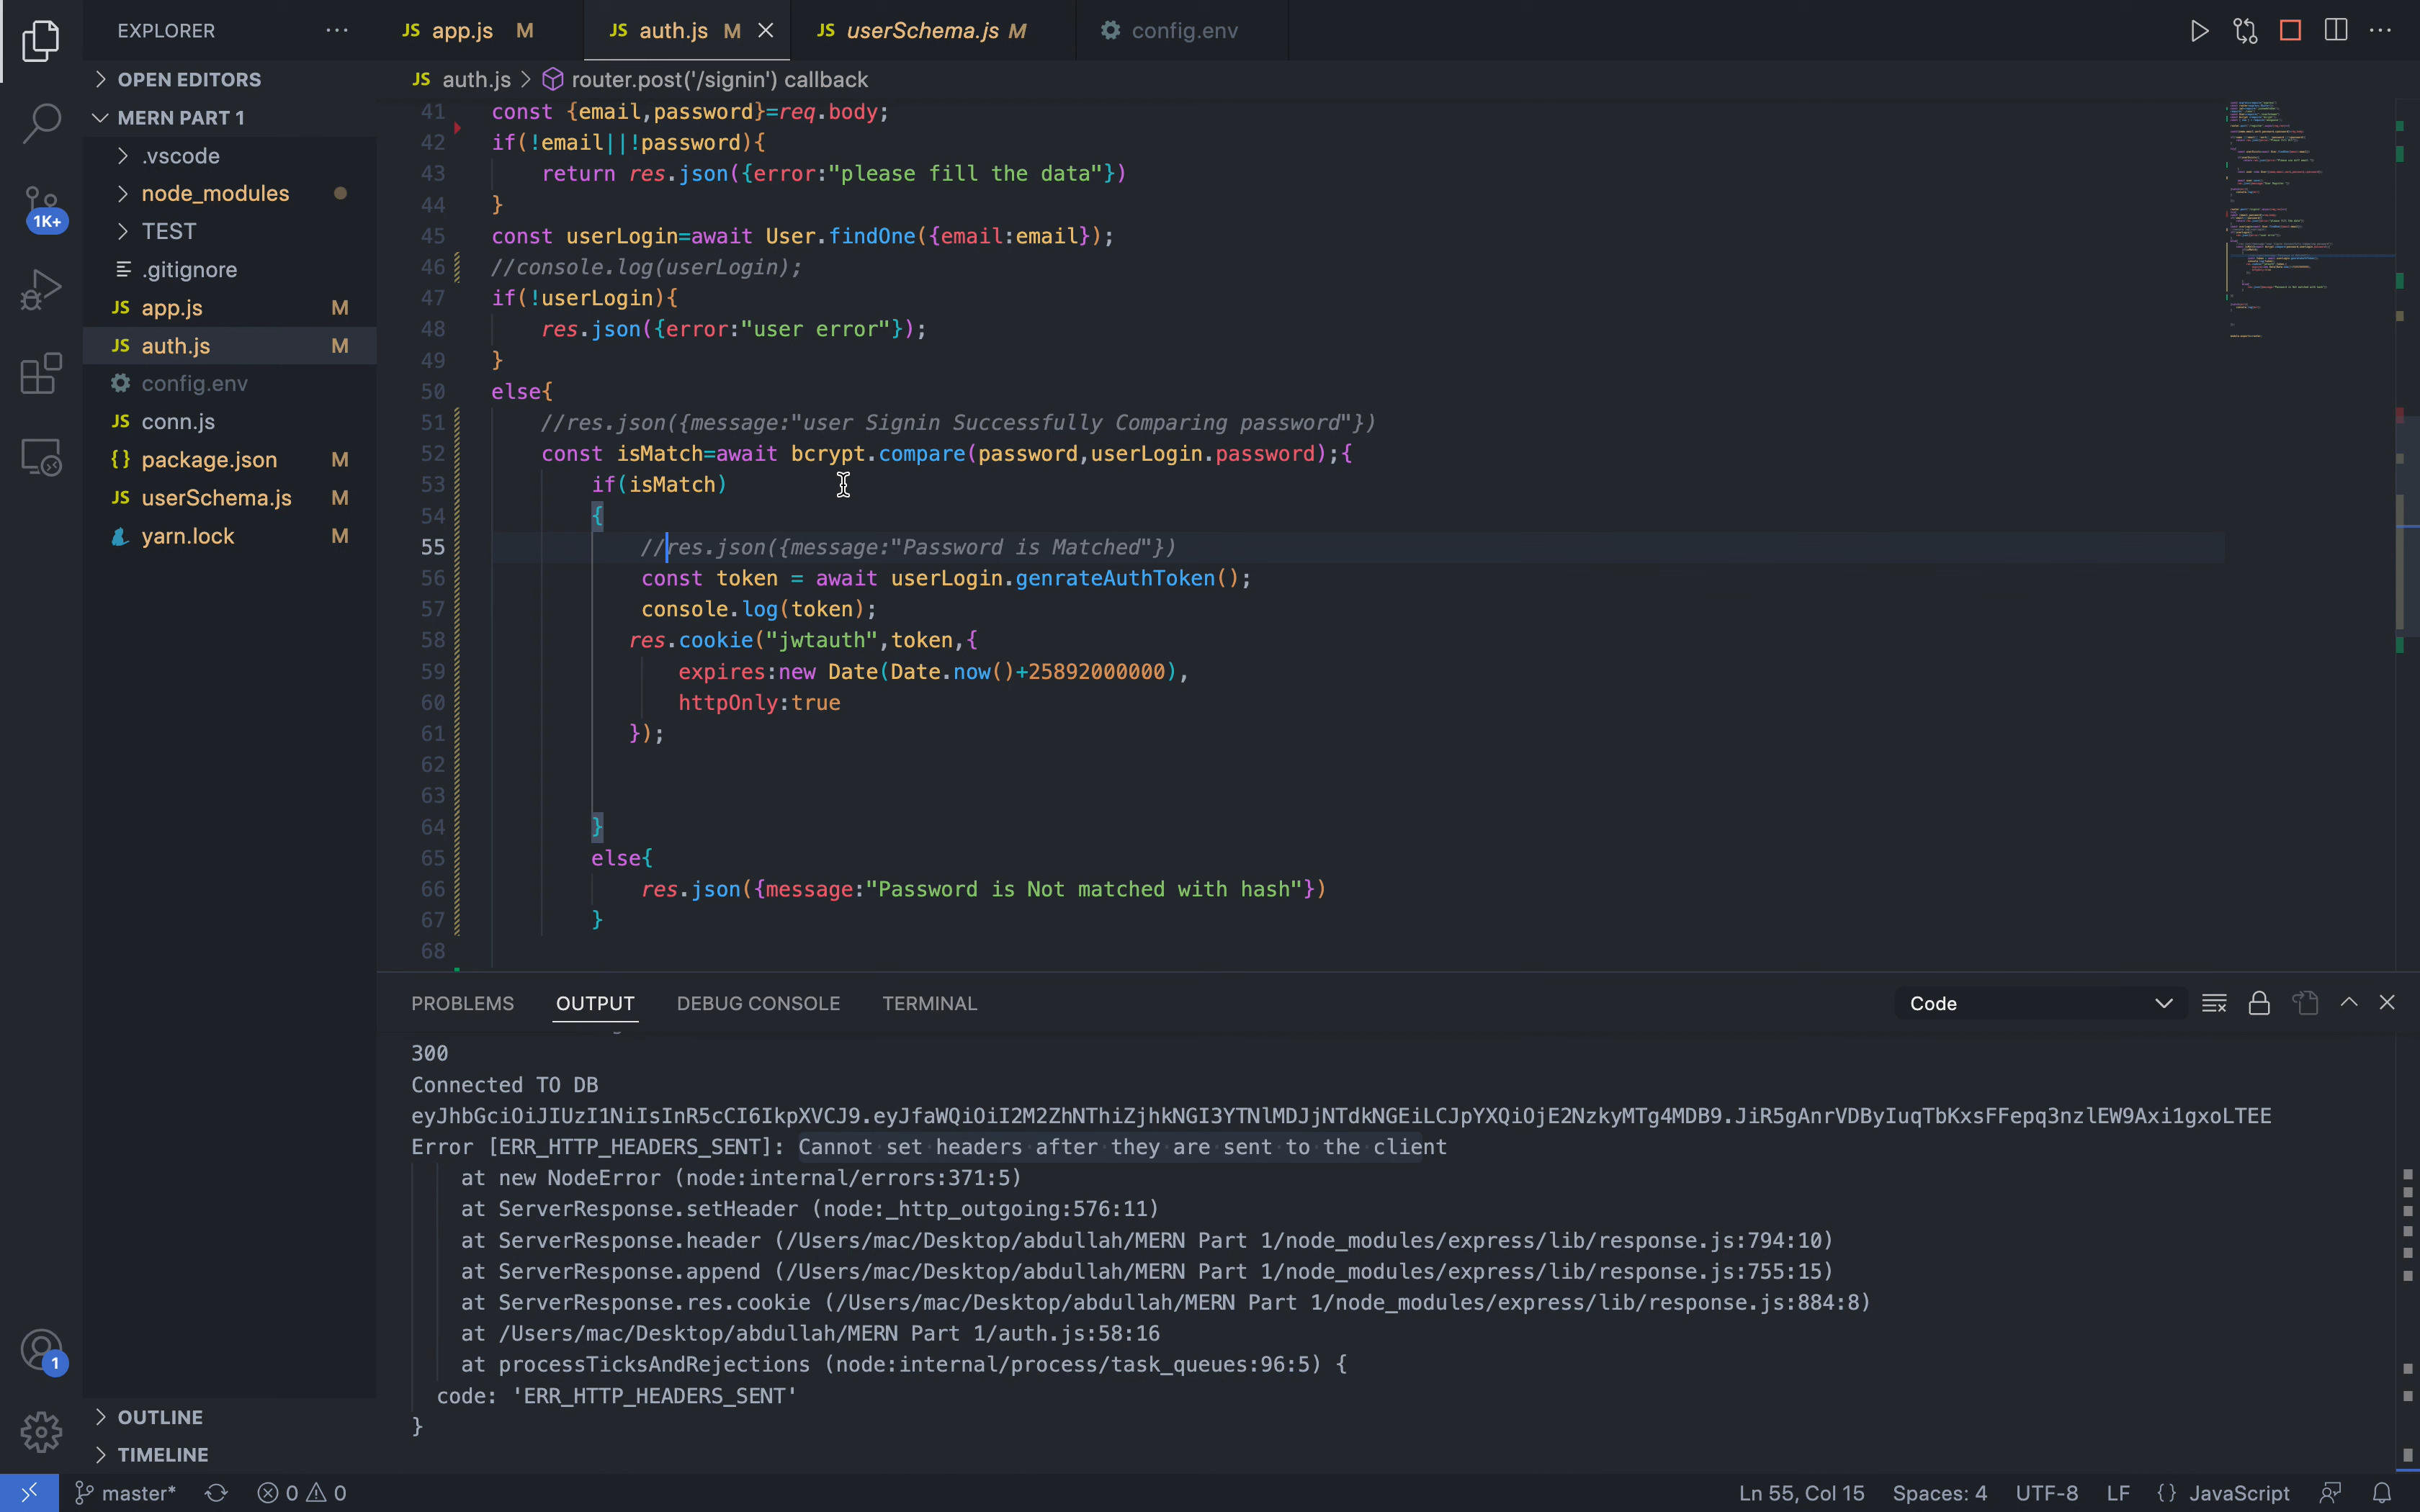 EXPLORER
OPEN EDITORS
MERN PART 1
.vscode
node_modules
TEST
.gitignore
JS app.js M
JS auth.js M
config.env
JS conn.js
{} package.json M
JS userSchema.js M
yarn.lock M
OUTLINE
TIMELINE
1K+
1
JS app.js M
JS auth.js M
JS userSchema.js M
config.env
JS auth.js > router.post('/signin') callback
41 const {email,password}=req.body;
42 if(!email||!password){
43 return res.json({error:"please fill the data"})
44 }
45 const userLogin=await User.findOne({email:email});
46 //console.log(userLogin);
47 if(!userLogin){
48 res.json({error:"user error"});
49 }
50 else{
51 //res.json({message:"user Signin Successfully Comparing password"})
52 const isMatch=await bcrypt.compare(password,userLogin.password);{
53 if(isMatch)
54 {
55 //res.json({message:"Password is Matched"})
56 const token = await userLogin.genrateAuthToken();
57 console.log(token);
58 res.cookie("jwtauth",token,{
59 expires:new Date(Date.now()+25892000000),
60 httpOnly:true
61 });
62
63
64 }
65 else{
66 res.json({message:"Password is Not matched with hash"})
67 }
68
PROBLEMS OUTPUT DEBUG CONSOLE TERMINAL Code
300
Connected TO DB
eyJhbGciOiJIUzI1NiIsInR5cCI6IkpXVCJ9.eyJfaWQiOiI2M2ZhNThiZjhkNGI3YTNlMDJjNTdkNGEiLCJpYXQiOjE2NzkyMTg4MDB9.JiR5gAnrVDByIuqTbKxsFFepq3nzlEW9Axi1gxoLTEE
Error [ERR_HTTP_HEADERS_SENT]: Cannot set headers after they are sent to the client
at new NodeError (node:internal/errors:371:5)
at ServerResponse.setHeader (node:_http_outgoing:576:11)
at ServerResponse.header (/Users/mac/Desktop/abdullah/MERN Part 1/node_modules/express/lib/response.js:794:10)
at ServerResponse.append (/Users/mac/Desktop/abdullah/MERN Part 1/node_modules/express/lib/response.js:755:15)
at ServerResponse.res.cookie (/Users/mac/Desktop/abdullah/MERN Part 1/node_modules/express/lib/response.js:884:8)
at /Users/mac/Desktop/abdullah/MERN Part 1/auth.js:58:16
at processTicksAndRejections (node:internal/process/task_queues:96:5) {
code: 'ERR_HTTP_HEADERS_SENT'
}
master* 0 0 Ln 55, Col 15 Spaces: 4 UTF-8 LF {} JavaScript